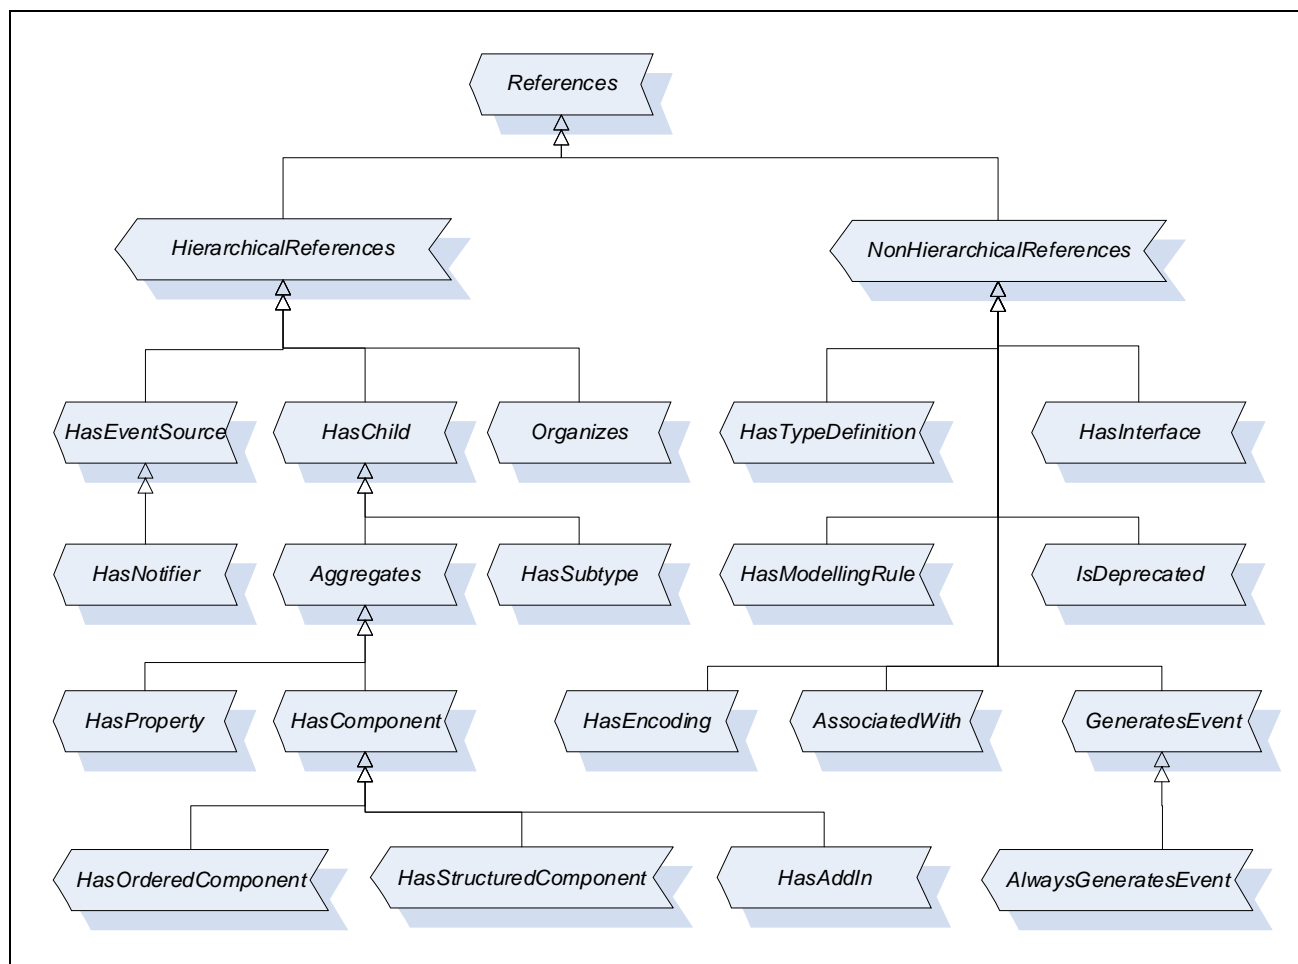 References
HierarchicalReferences
NonHierarchicalReferences
HasEventSource
HasChild
Organizes
HasTypeDefinition
HasInterface
HasNotifier
Aggregates
HasSubtype
HasModellingRule
IsDeprecated
HasProperty
HasComponent
HasEncoding
AssociatedWith
GeneratesEvent
HasOrderedComponent
HasStructuredComponent
HasAddIn
AlwaysGeneratesEvent